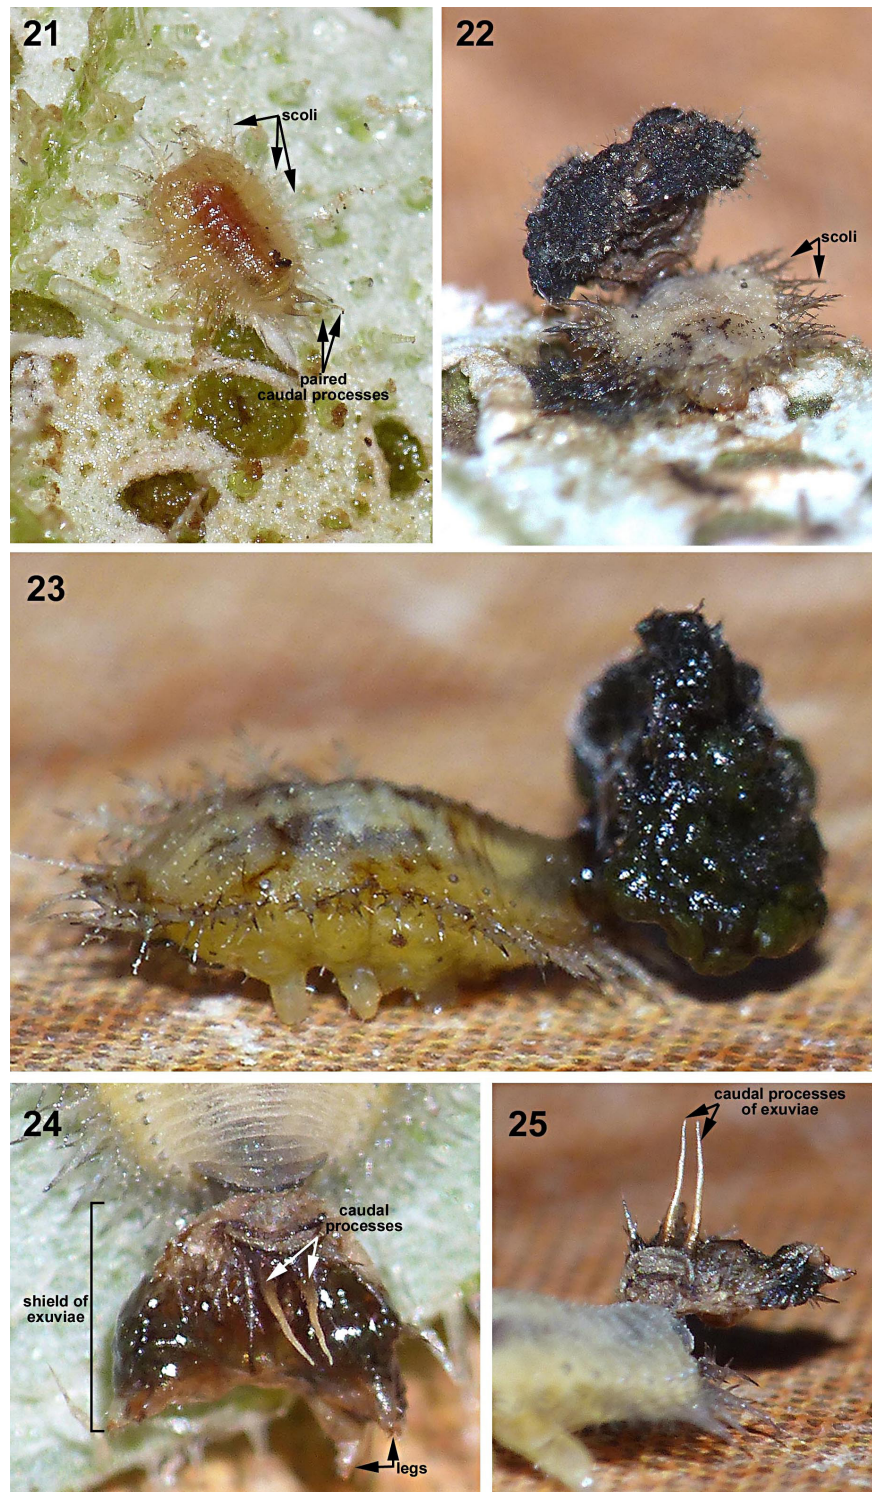 21
scoli
paired
caudal processes
22
scoli
23
24
caudal
processes
shield of
exuviae
legs
25
caudal processes
of exuviae